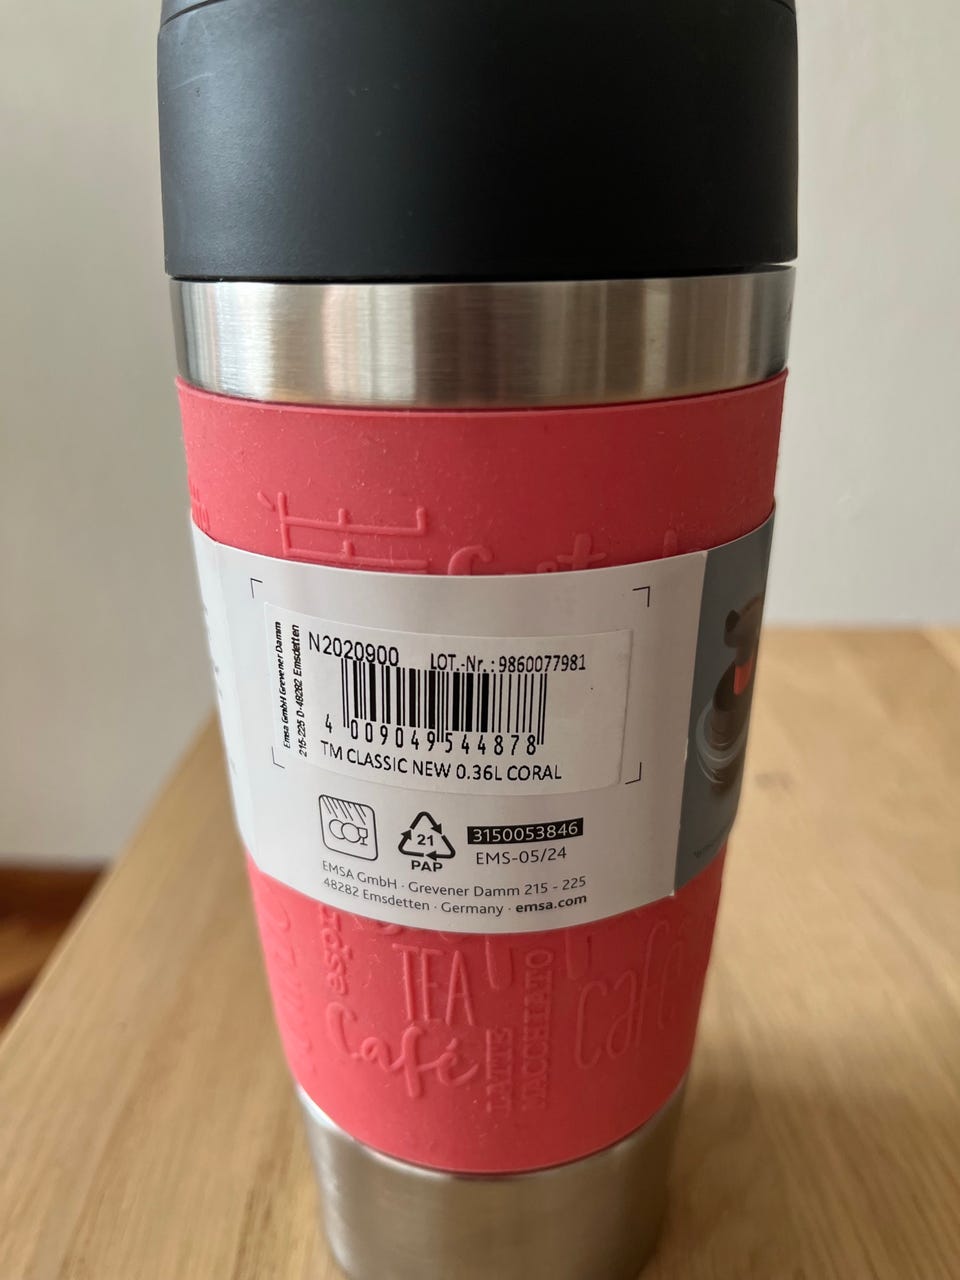 Emsa GmbH Grevener Damm
215-225 D-48282 Emsdetten
N2020900
LOT.-Nr.: 9860077981
4 009049 544878
TM CLASSIC NEW 0.36L CORAL
21
PAP
3150053846
EMS-05/24
EMSA GmbH · Grevener Damm 215 - 225
48282 Emsdetten · Germany · emsa.com
TEA
Café
LATTE
MACCHIATO
Café